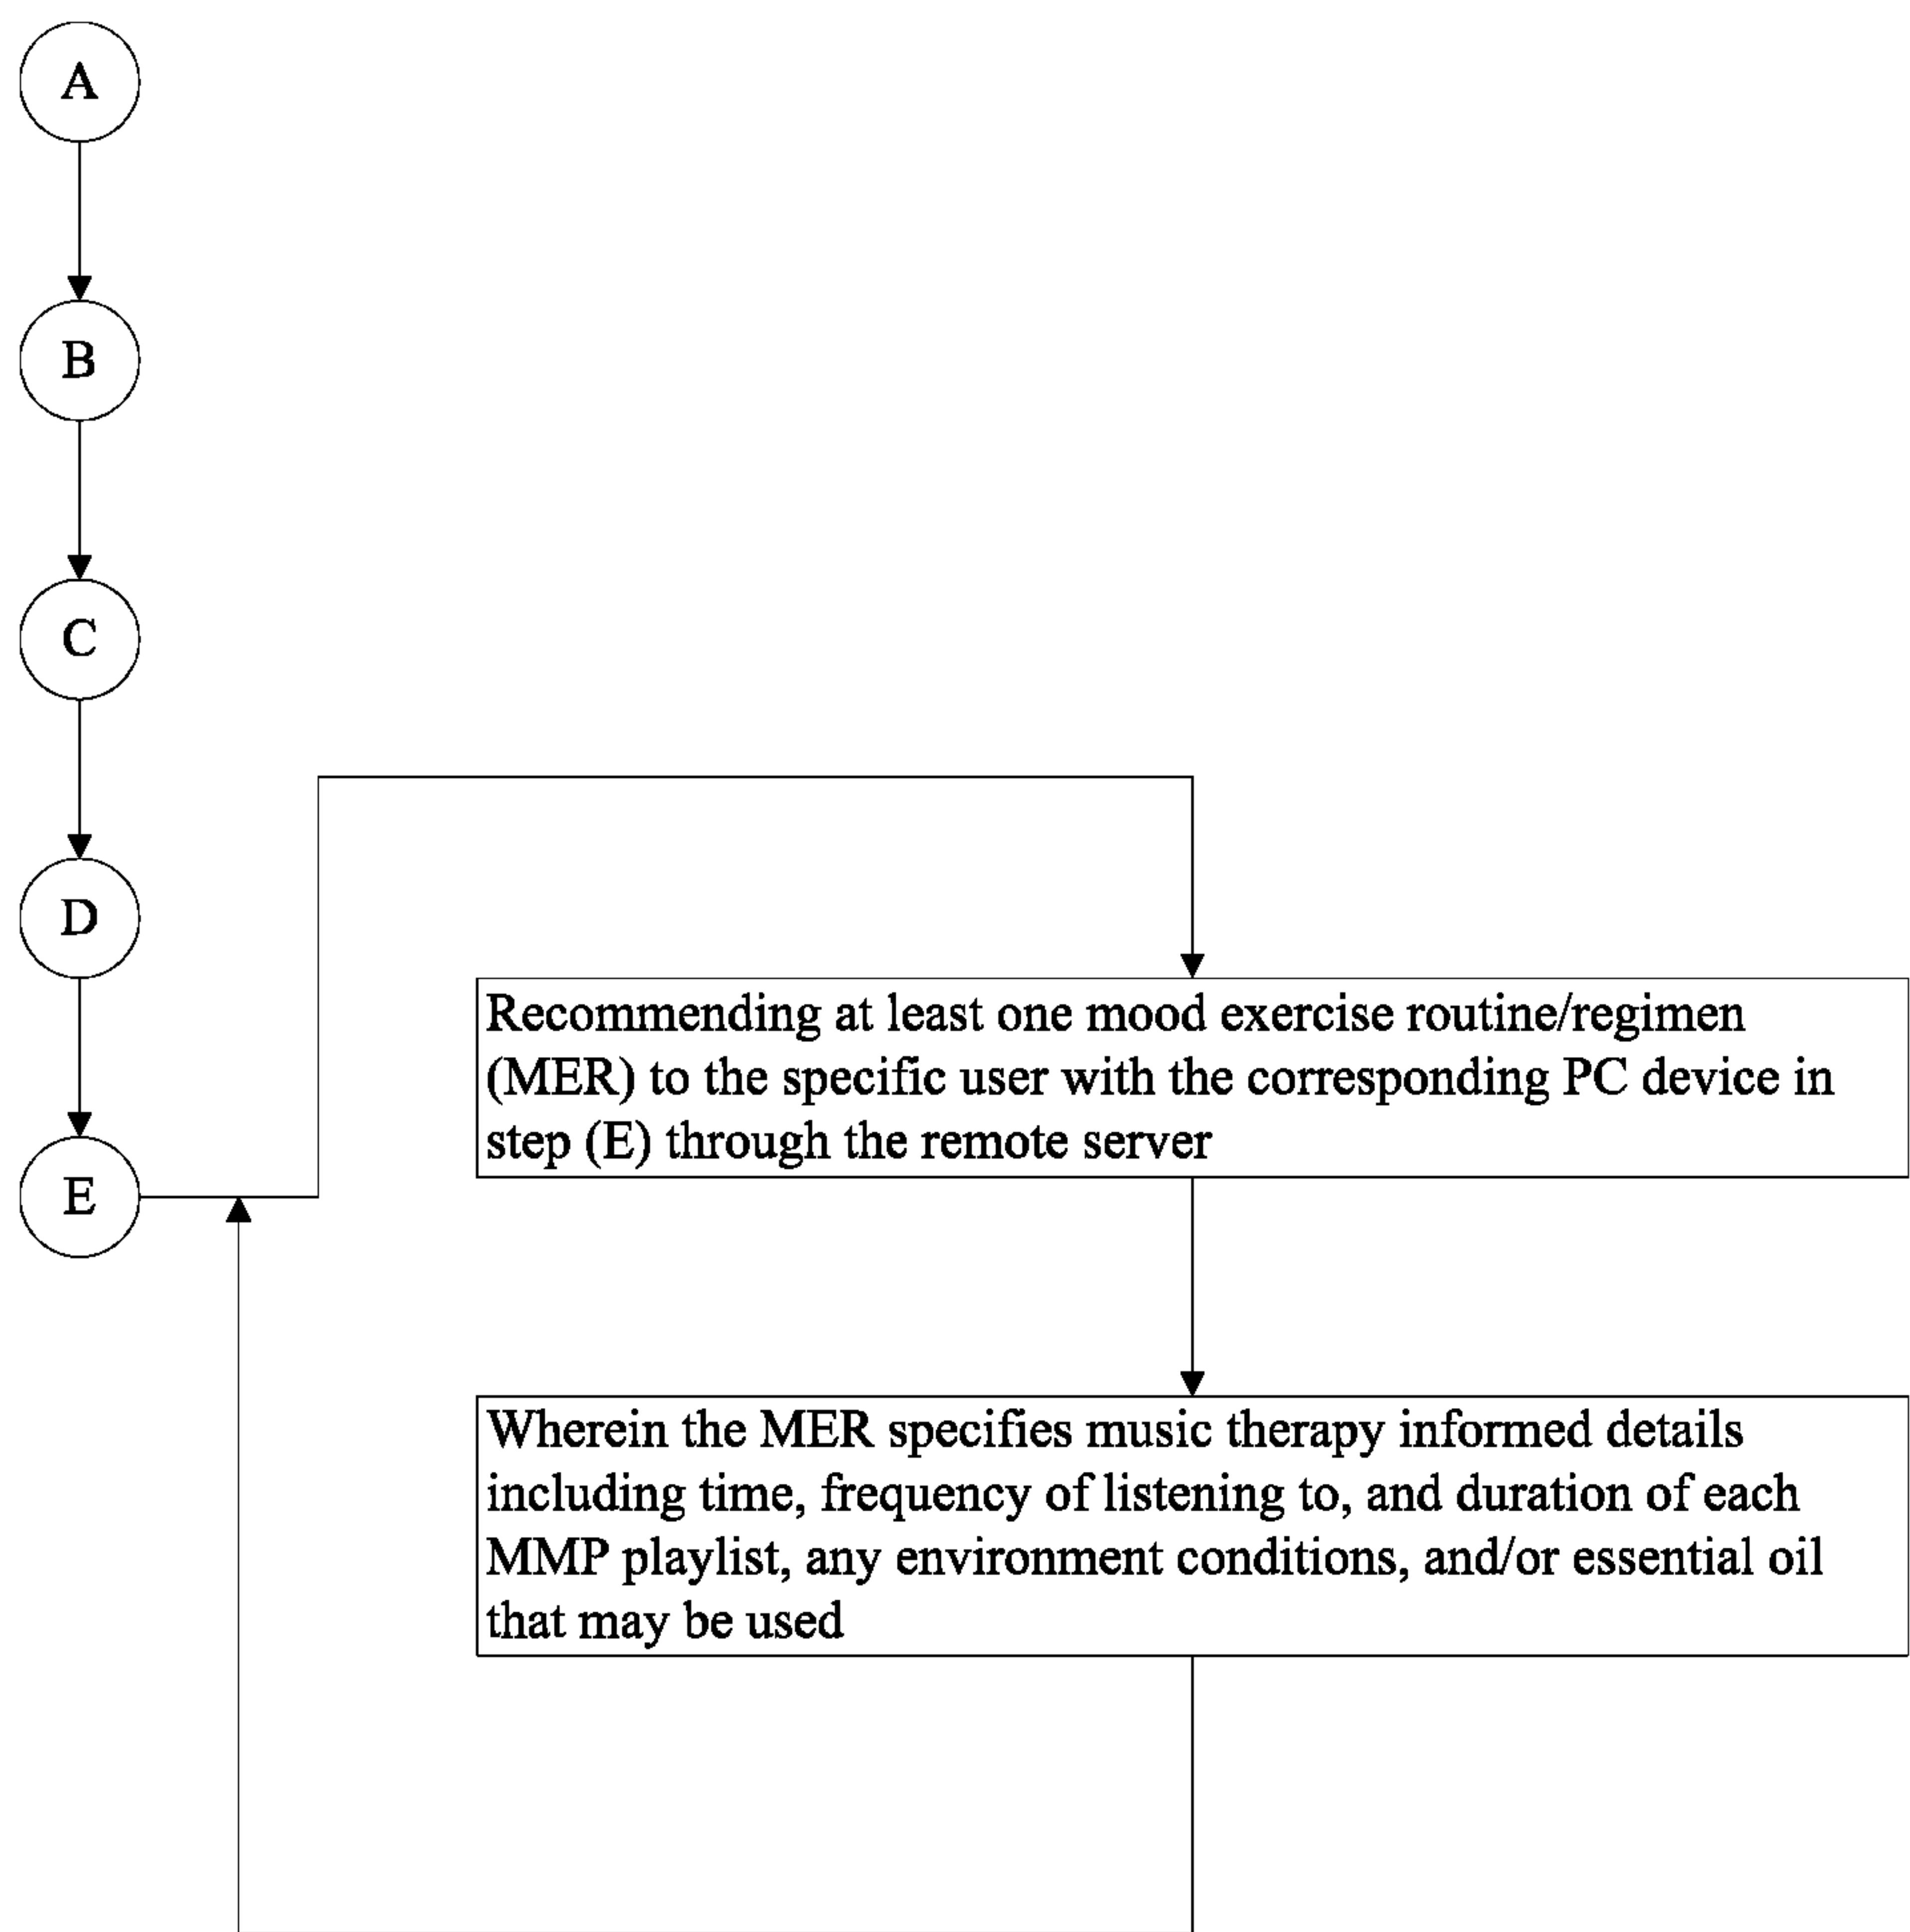 A
B
C
D
E
Recommending at least one mood exercise routine/regimen
(MER) to the specific user with the corresponding PC device in
step (E) through the remote server
Wherein the MER specifies music therapy informed details
including time, frequency of listening to, and duration of each
MMP playlist, any environment conditions, and/or essential oil
that may be used